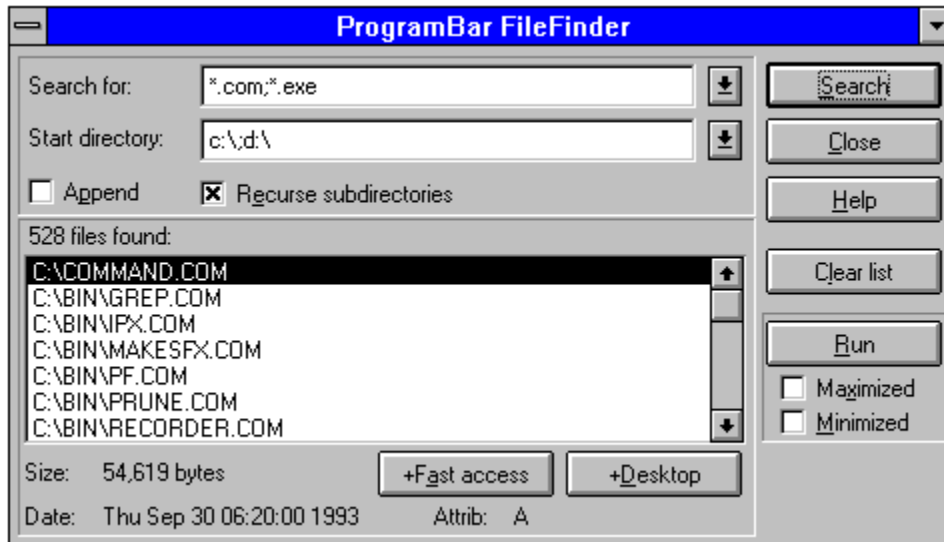 ProgramBar FileFinder
Search for: *.com;*.exe
Start directory: c:\;d:\
Append Recurse subdirectories
528 files found:
C:\COMMAND.COM
C:\BIN\GREP.COM
C:\BIN\IPX.COM
C:\BIN\MAKESFX.COM
C:\BIN\PF.COM
C:\BIN\PRUNE.COM
C:\BIN\RECORDER.COM
Size: 54,619 bytes
+Fast access +Desktop
Date: Thu Sep 30 06:20:00 1993 Attrib: A
Search
Close
Help
Clear list
Run
Maximized
Minimized